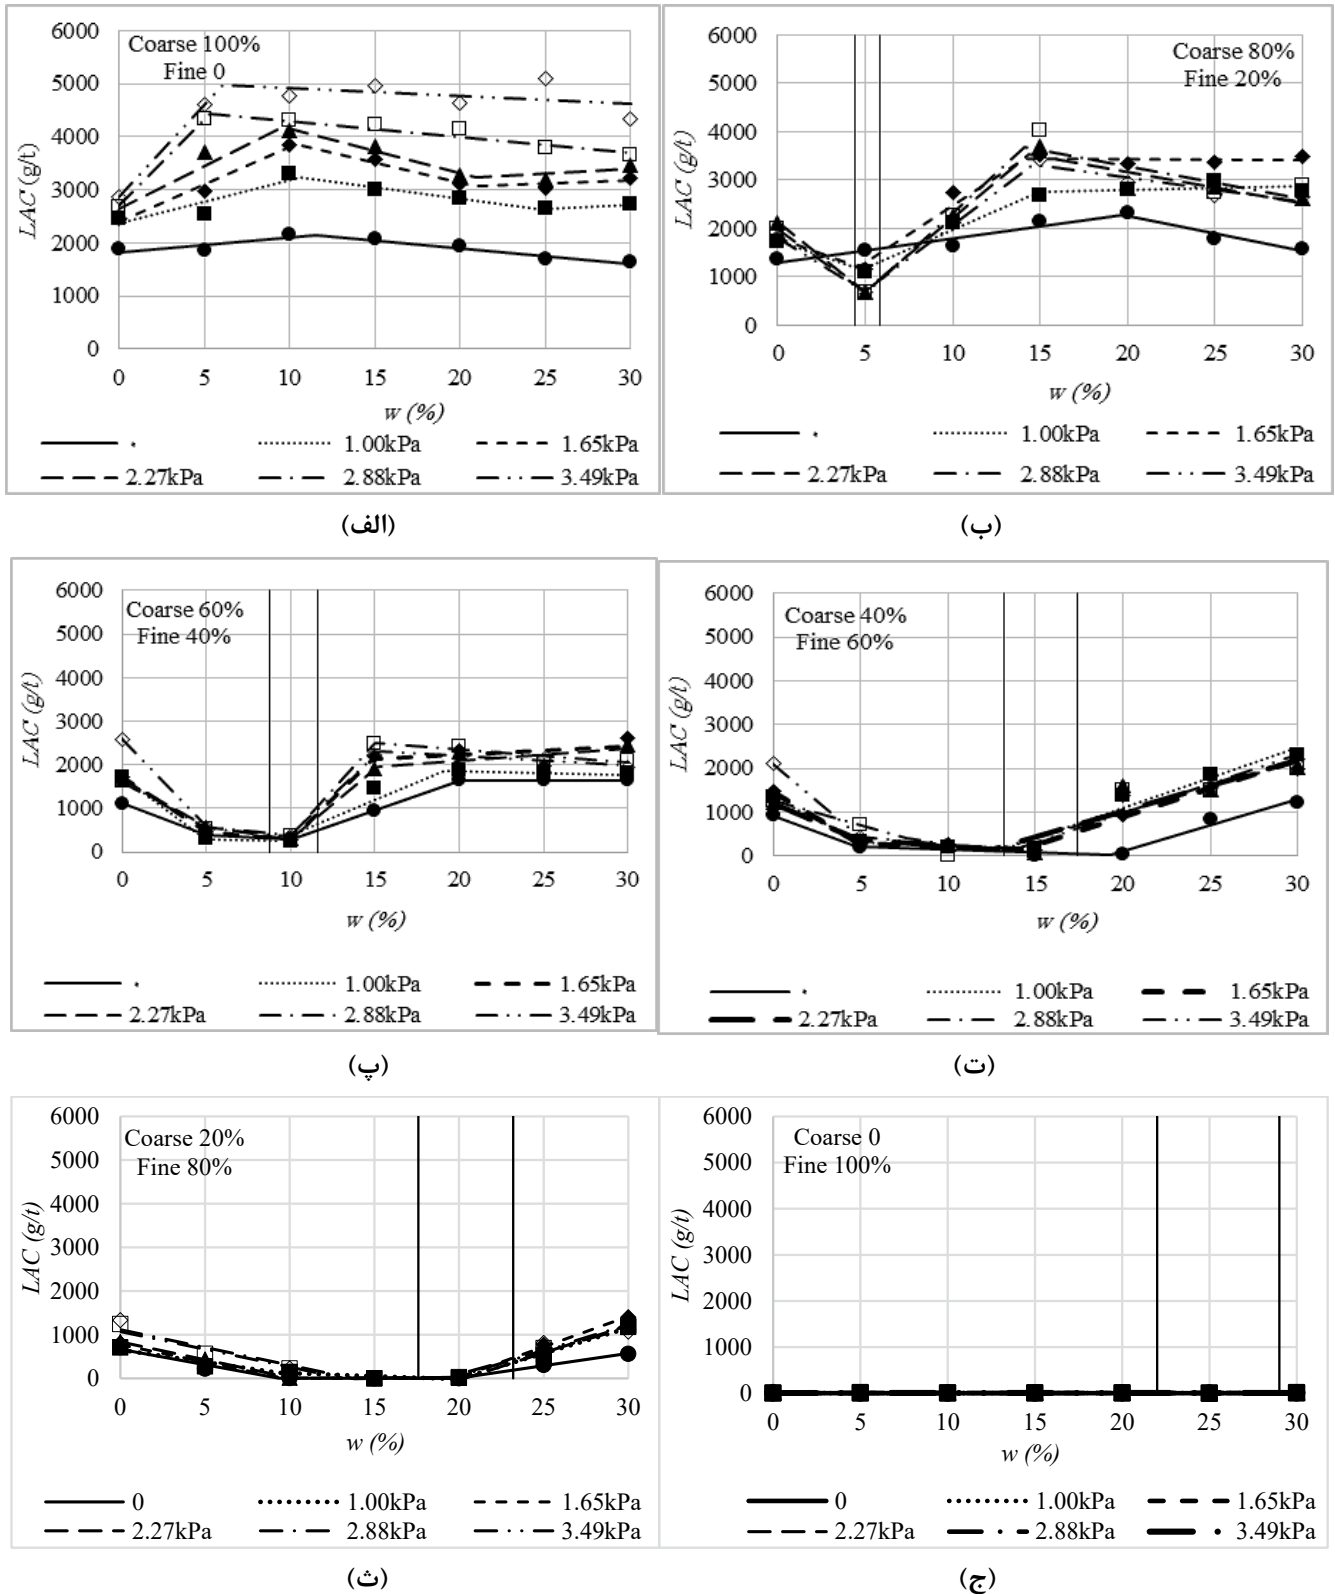 Coarse 100%
Fine 0
6000
5000
4000
3000
2000
1000
0
LAC (g/t)
0 5 10 15 20 25 30
w (%)
1.00kPa 1.65kPa
2.27kPa 2.88kPa 3.49kPa
(الف)
Coarse 80%
Fine 20%
6000
5000
4000
3000
2000
1000
0
LAC (g/t)
0 5 10 15 20 25 30
w (%)
1.00kPa 1.65kPa
2.27kPa 2.88kPa 3.49kPa
(ب)
Coarse 60%
Fine 40%
6000
5000
4000
3000
2000
1000
0
LAC (g/t)
0 5 10 15 20 25 30
w (%)
1.00kPa 1.65kPa
2.27kPa 2.88kPa 3.49kPa
(پ)
Coarse 40%
Fine 60%
6000
5000
4000
3000
2000
1000
0
LAC (g/t)
0 5 10 15 20 25 30
w (%)
1.00kPa 1.65kPa
2.27kPa 2.88kPa 3.49kPa
(ت)
Coarse 20%
Fine 80%
6000
5000
4000
3000
2000
1000
0
LAC (g/t)
0 5 10 15 20 25 30
w (%)
0 1.00kPa 1.65kPa
2.27kPa 2.88kPa 3.49kPa
(ث)
Coarse 0
Fine 100%
6000
5000
4000
3000
2000
1000
0
LAC (g/t)
0 5 10 15 20 25 30
w (%)
0 1.00kPa 1.65kPa
2.27kPa 2.88kPa 3.49kPa
(ج)